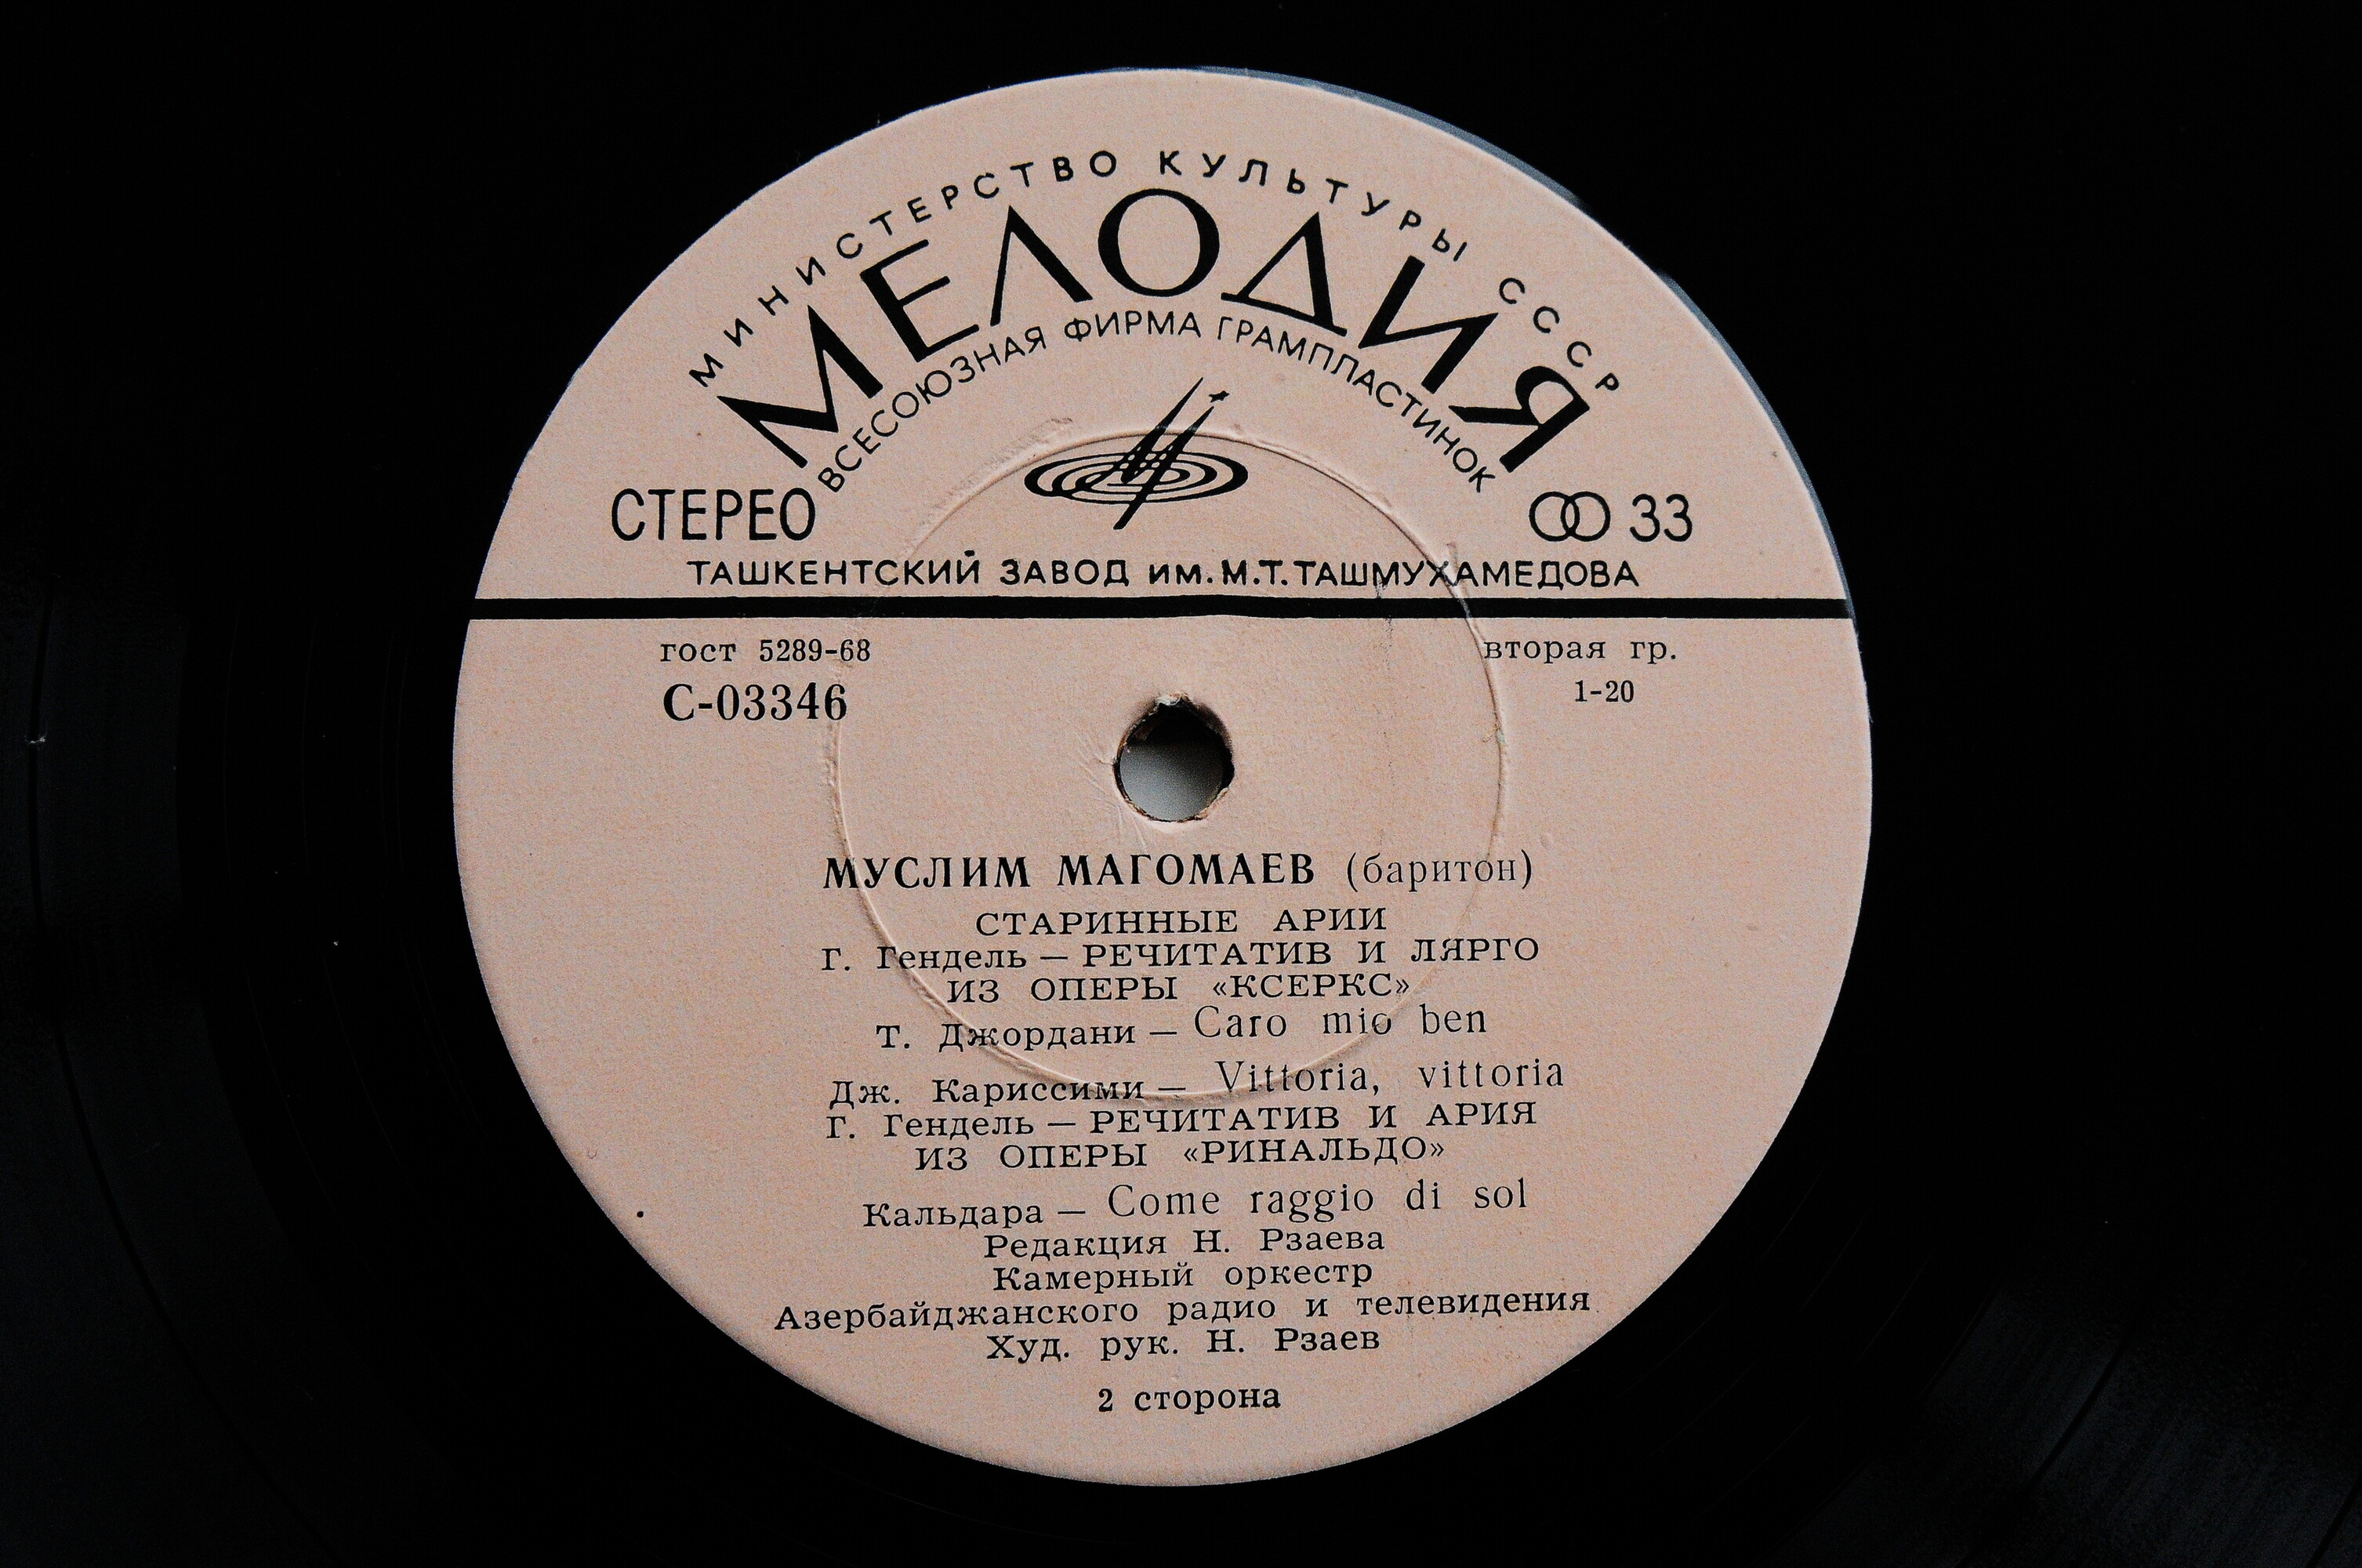 МИНИСТЕРСТВО КУЛЬТУРЫ СССР
МЕЛОДИЯ
ВСЕСОЮЗНАЯ ФИРМА ГРАМПЛАСТИНОК
СТЕРЕО 33
ТАШКЕНТСКИЙ ЗАВОД им. М.Т. ТАШМУХАМЕДОВА
гост 5289-68 вторая гр.
С-03346 1-20
МУСЛИМ МАГОМАЕВ (баритон)
СТАРИННЫЕ АРИИ
Г. Гендель — РЕЧИТАТИВ И ЛЯРГО
ИЗ ОПЕРЫ «КСЕРКС»
Т. Джордани — Caro mio ben
Дж. Кариссими — Vittoria, vittoria
Г. Гендель — РЕЧИТАТИВ И АРИЯ
ИЗ ОПЕРЫ «РИНАЛЬДО»
Кальдара — Come raggio di sol
Редакция Н. Рзаева
Камерный оркестр
Азербайджанского радио и телевидения
Худ. рук. Н. Рзаев
2 сторона